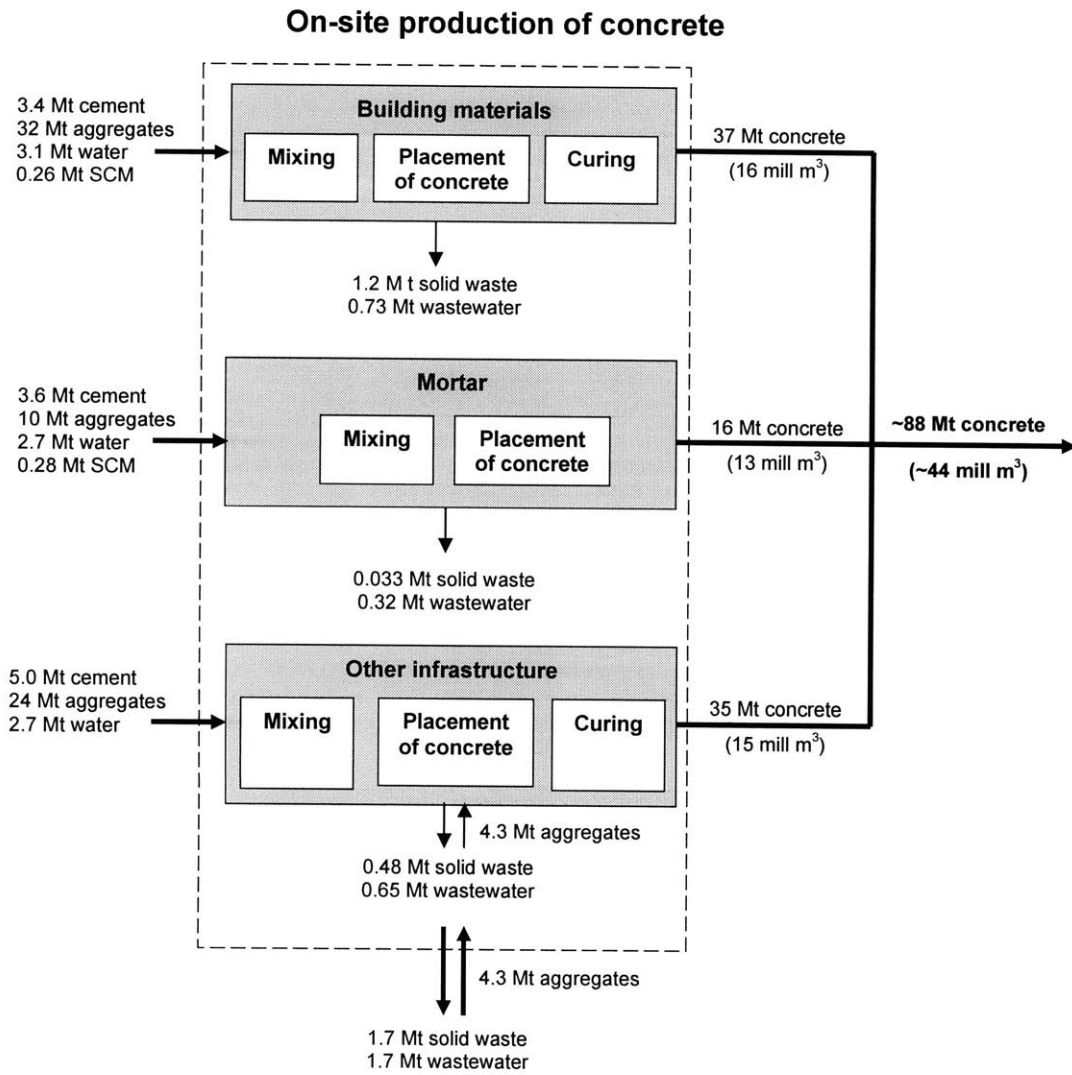 On-site production of concrete
3.4 Mt cement
32 Mt aggregates
3.1 Mt water
0.26 Mt SCM
Building materials
Mixing
Placement
of concrete
Curing
37 Mt concrete
(16 mill m³)
1.2 M t solid waste
0.73 Mt wastewater
3.6 Mt cement
10 Mt aggregates
2.7 Mt water
0.28 Mt SCM
Mortar
Mixing
Placement
of concrete
16 Mt concrete
(13 mill m³)
~88 Mt concrete
(~44 mill m³)
0.033 Mt solid waste
0.32 Mt wastewater
5.0 Mt cement
24 Mt aggregates
2.7 Mt water
Other infrastructure
Mixing
Placement
of concrete
Curing
35 Mt concrete
(15 mill m³)
4.3 Mt aggregates
0.48 Mt solid waste
0.65 Mt wastewater
4.3 Mt aggregates
1.7 Mt solid waste
1.7 Mt wastewater